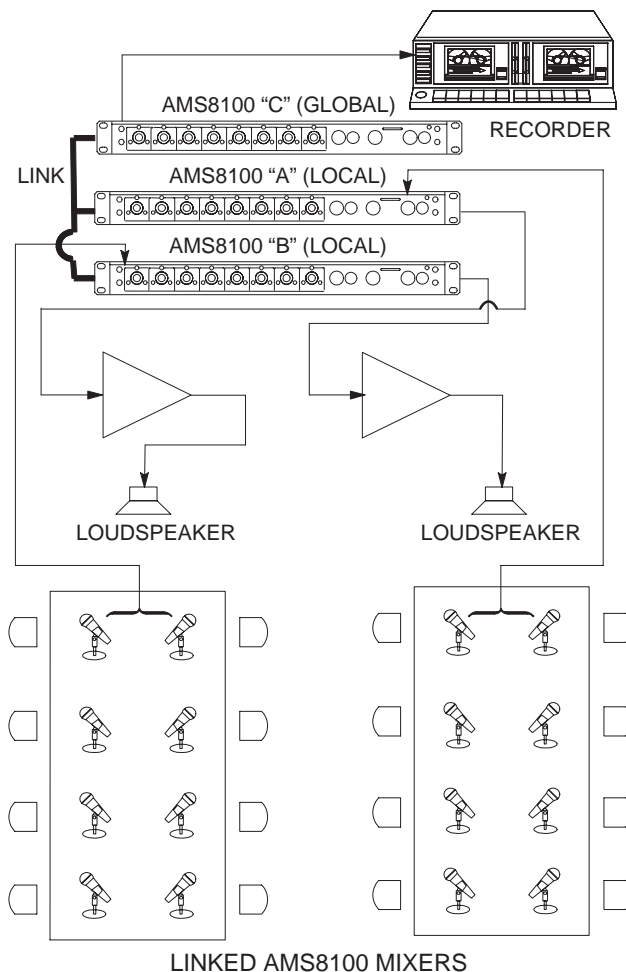 AMS8100 “C” (GLOBAL)
RECORDER
LINK
AMS8100 “A” (LOCAL)
AMS8100 “B” (LOCAL)
LOUDSPEAKER
LOUDSPEAKER
LINKED AMS8100 MIXERS